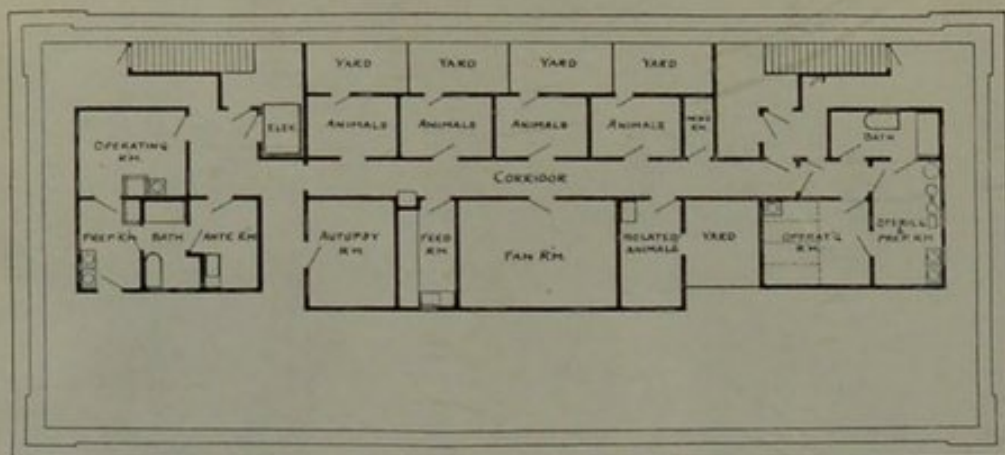 YARD
YARD
YARD
YARD
ELEV.
ANIMALS
ANIMALS
ANIMALS
ANIMALS
BATH
OPERATING
RM.
CORRIDOR
PREP. RM.
BATH
ANTE RM.
AUTOPSY
RM.
FEED
RM.
FAN RM.
ISOLATED
ANIMALS
YARD
OPERAT'G
RM.
STERIL'G
PREP. RM.